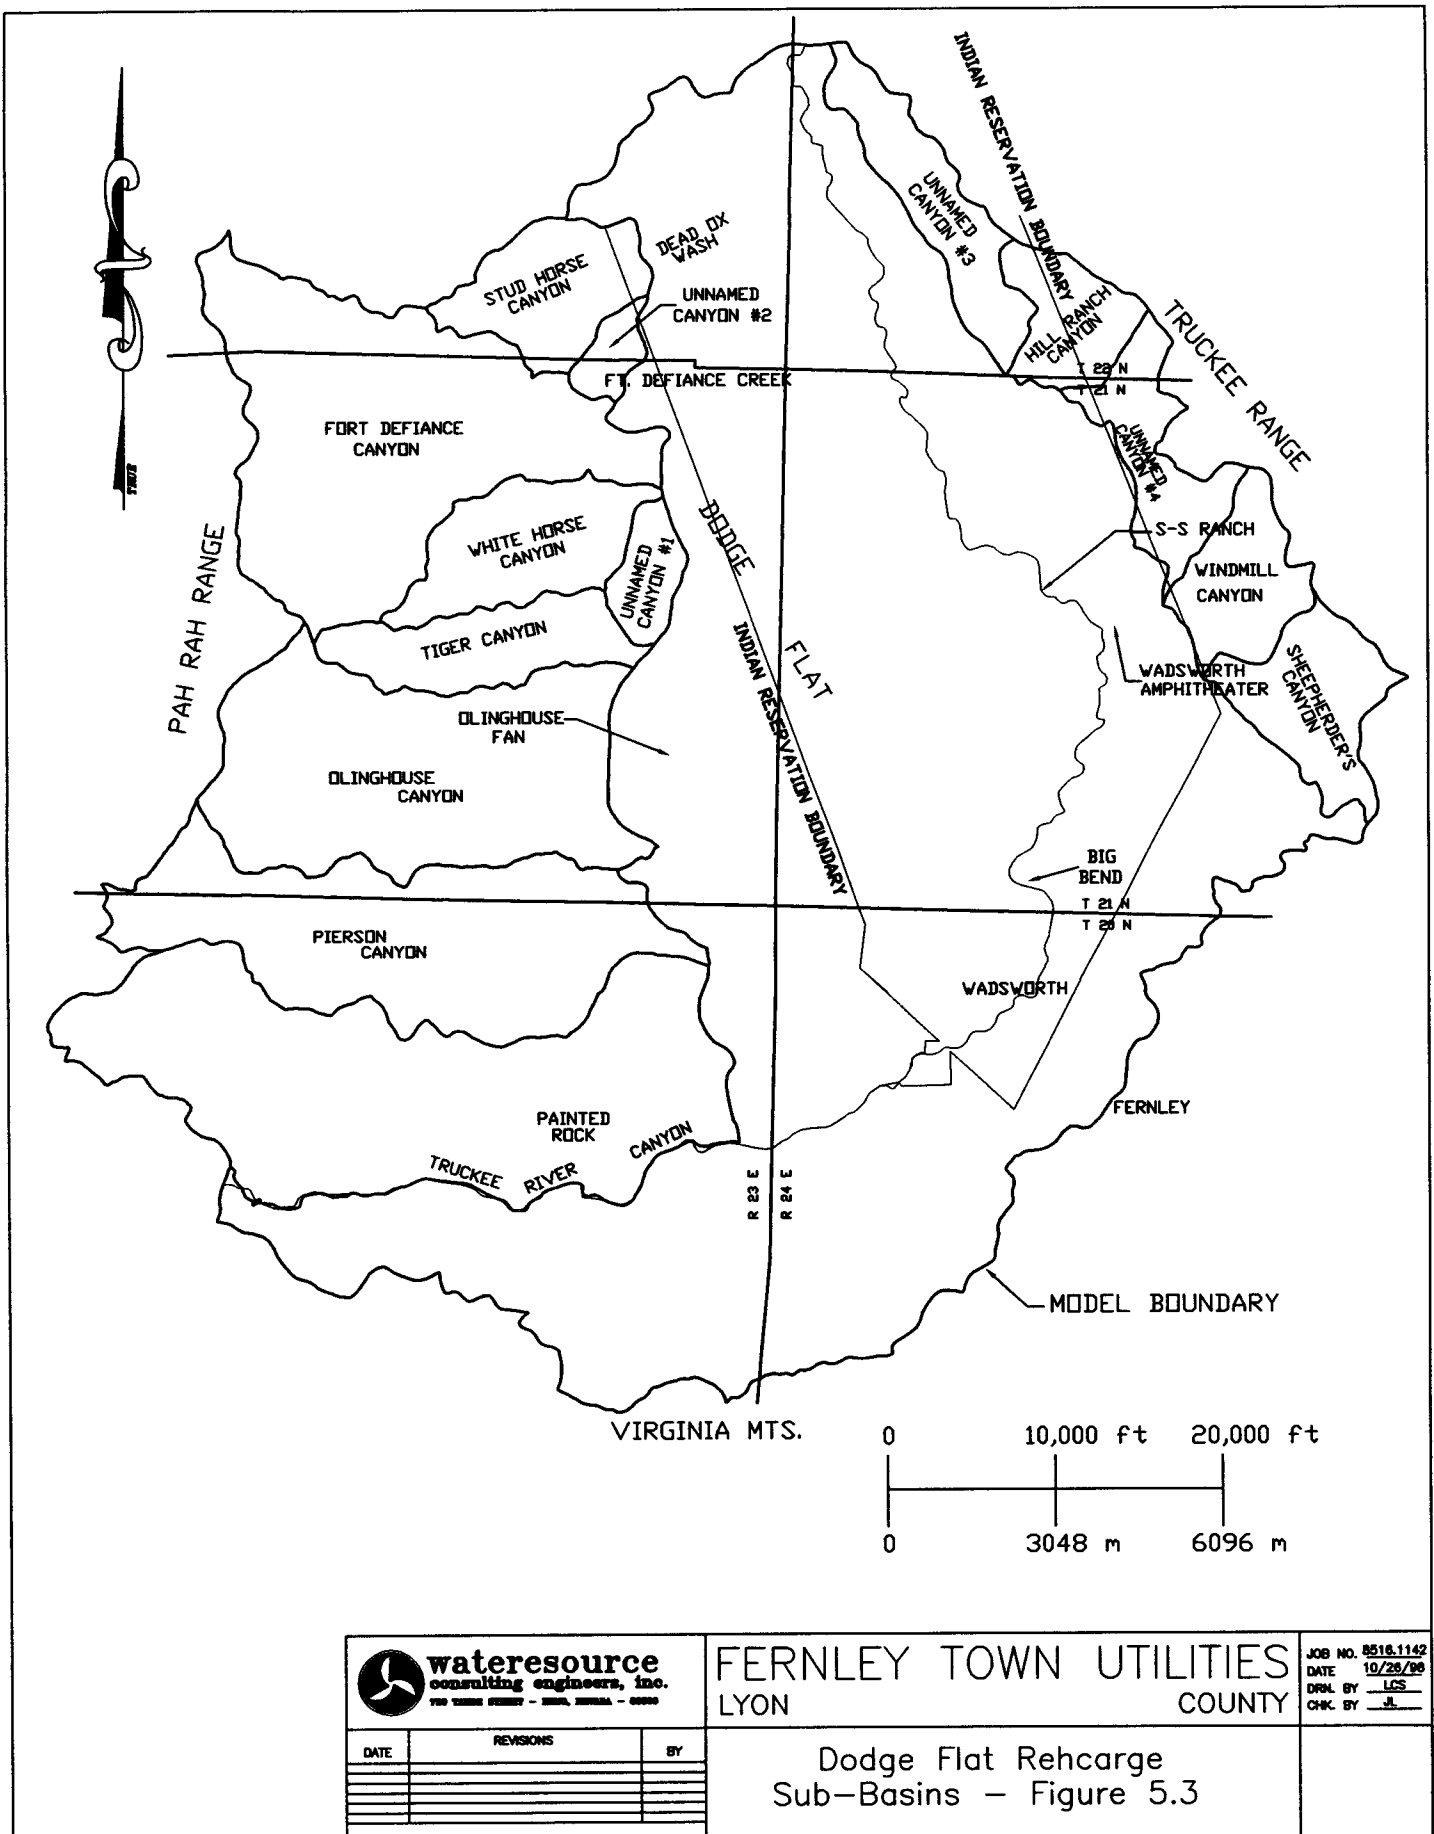 INDIAN RESERVATION BOUNDARY
UNNAMED
CANYON #3
DEAD OX
WASH
STUD HORSE
CANYON
UNNAMED
CANYON #2
HILL RANCH
CANYON
TRUCKEE RANGE
T 22 N
T 21 N
FT. DEFIANCE CREEK
FORT DEFIANCE
CANYON
TRUE
UNNAMED
CANYON #4
DODGE
FLAT
S-S RANCH
WHITE HORSE
CANYON
UNNAMED
CANYON #1
WINDMILL
CANYON
PAH RAH RANGE
TIGER CANYON
INDIAN RESERVATION BOUNDARY
WADSWORTH
AMPHITHEATER
SHEEPHERDER'S
CANYON
OLINGHOUSE
FAN
OLINGHOUSE
CANYON
BIG
BEND
T 21 N
T 20 N
PIERSON
CANYON
WADSWORTH
PAINTED
ROCK
FERNLEY
TRUCKEE RIVER CANYON
R 23 E
R 24 E
MODEL BOUNDARY
VIRGINIA MTS.
0 10,000 ft 20,000 ft
0 3048 m 6096 m
wateresource
consulting engineers, inc.
FERNLEY TOWN UTILITIES
LYON COUNTY
JOB NO. 8516.1142
DATE 10/26/98
DRN. BY LCS
CHK. BY JL
DATE REVISIONS BY
Dodge Flat Rehcarge
Sub-Basins - Figure 5.3